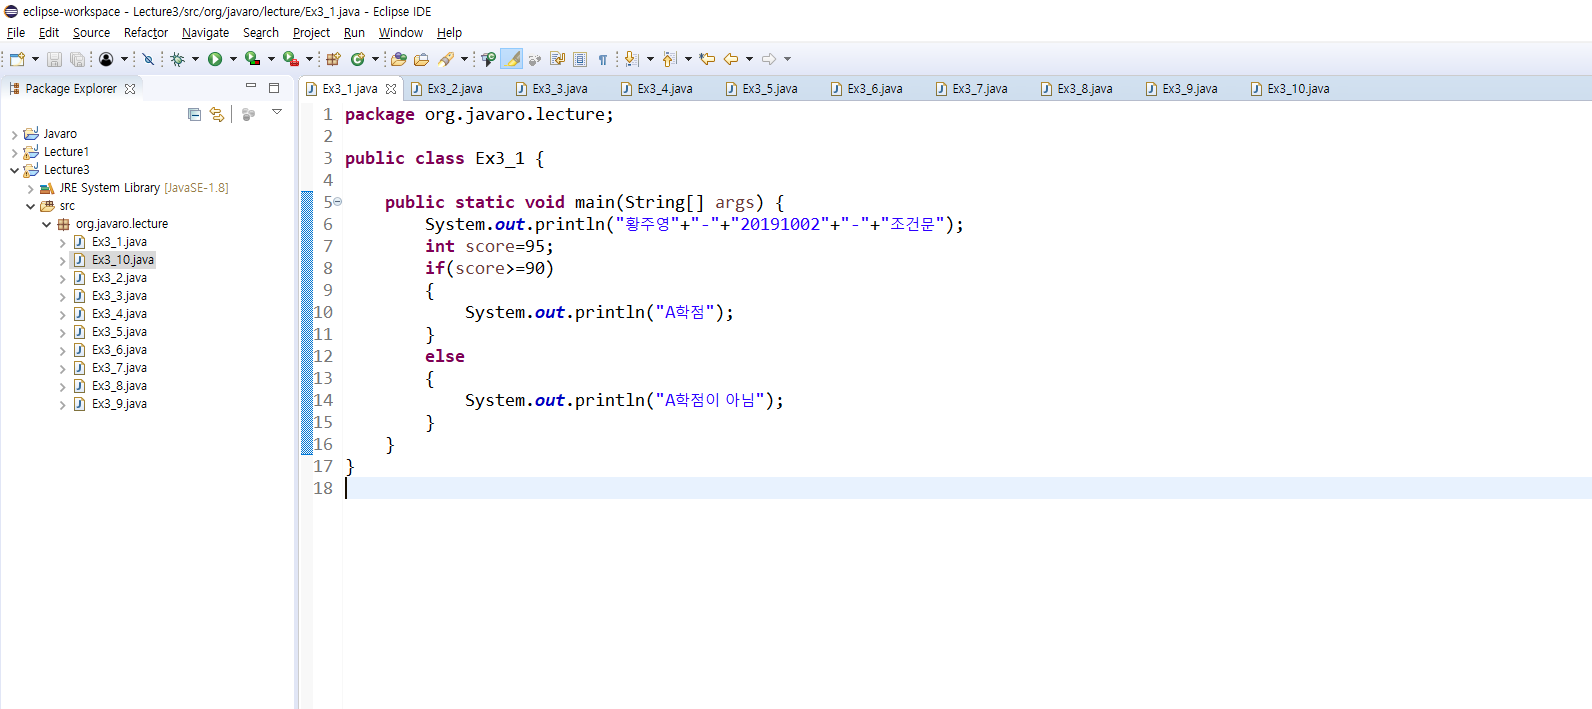 eclipse-workspace - Lecture3/src/org/javaro/lecture/Ex3_1.java - Eclipse IDE
File Edit Source Refactor Navigate Search Project Run Window Help
Package Explorer
Javaro
Lecture1
Lecture3
JRE System Library [JavaSE-1.8]
src
org.javaro.lecture
Ex3_1.java
Ex3_10.java
Ex3_2.java
Ex3_3.java
Ex3_4.java
Ex3_5.java
Ex3_6.java
Ex3_7.java
Ex3_8.java
Ex3_9.java
Ex3_1.java Ex3_2.java Ex3_3.java Ex3_4.java Ex3_5.java Ex3_6.java Ex3_7.java Ex3_8.java Ex3_9.java Ex3_10.java
1 package org.javaro.lecture;
2
3 public class Ex3_1 {
4
5 public static void main(String[] args) {
6 System.out.println("황주영"+"-"+"20191002"+"-"+"조건문");
7 int score=95;
8 if(score>=90)
9 {
10 System.out.println("A학점");
11 }
12 else
13 {
14 System.out.println("A학점이 아님");
15 }
16 }
17 }
18